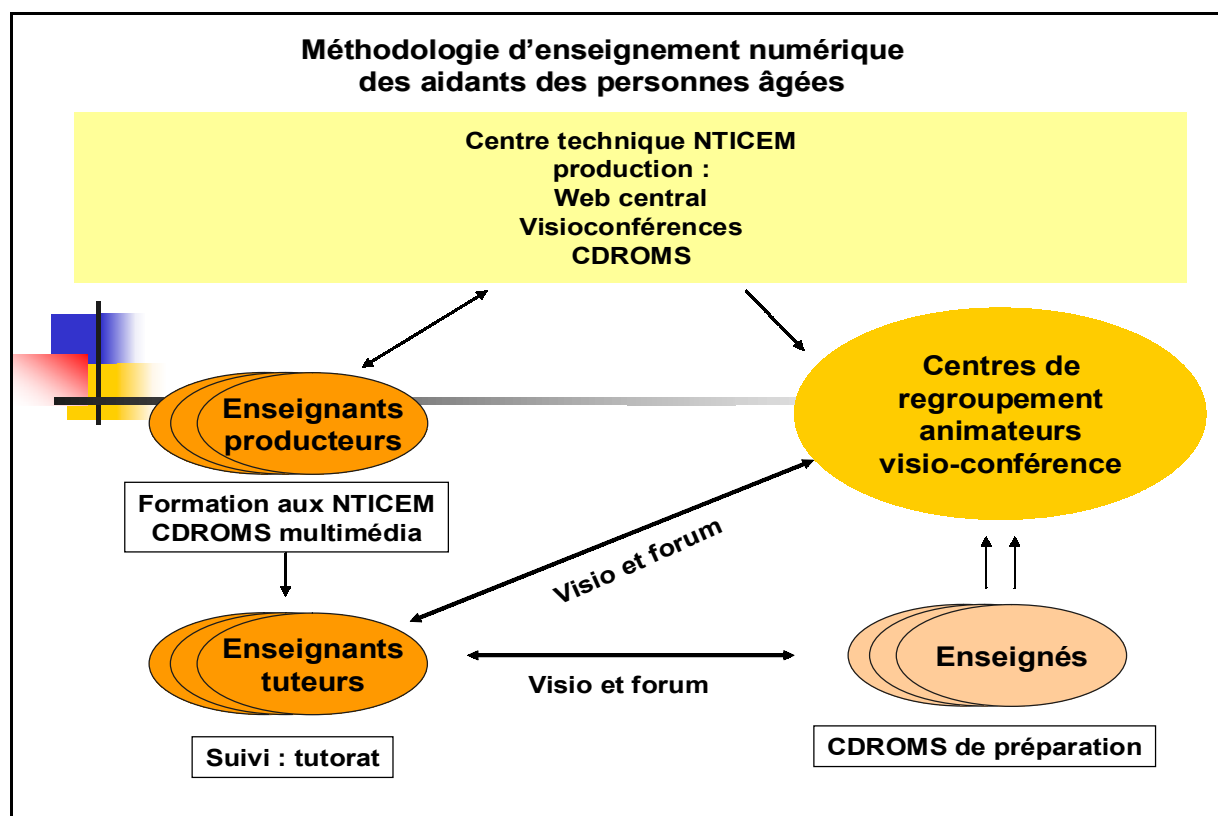 Méthodologie d'enseignement numérique
des aidants des personnes âgées
Centre technique NTICEM
production :
Web central
Visioconférences
CDROMS
Enseignants
producteurs
Centres de
regroupement
animateurs
visio-conférence
Formation aux NTICEM
CDROMS multimédia
Visio et forum
Enseignants
tuteurs
Visio et forum
Enseignés
Suivi : tutorat
CDROMS de préparation